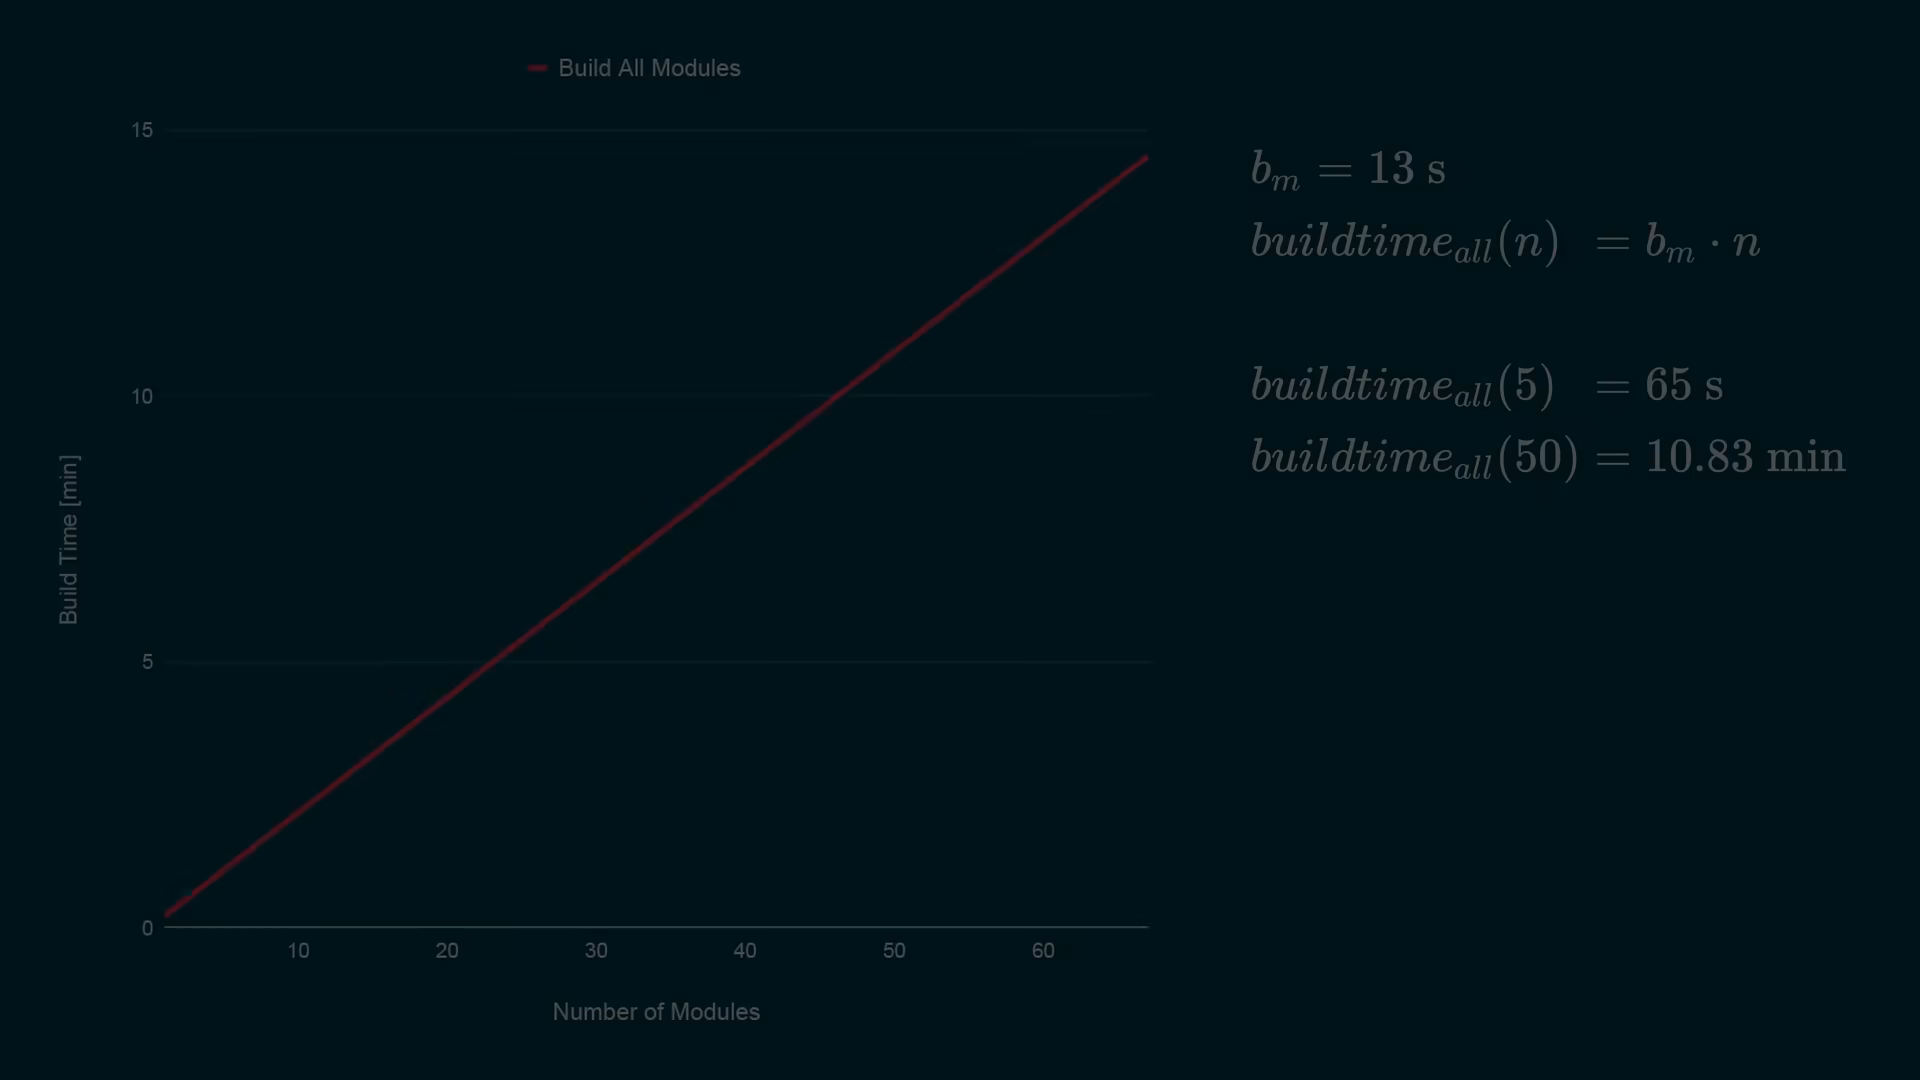 Build All Modules
15
10
5
0
Build Time [min]
10 20 30 40 50 60
Number of Modules
b_m = 13 s
buildtime_all(n) = b_m · n
buildtime_all(5) = 65 s
buildtime_all(50) = 10.83 min